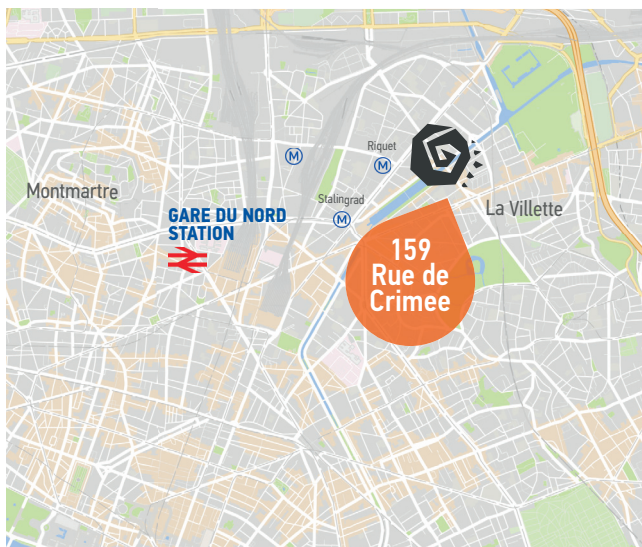 Riquet
M
M
Montmartre
Stalingrad
M
La Villette
GARE DU NORD
STATION
159
Rue de
Crimee